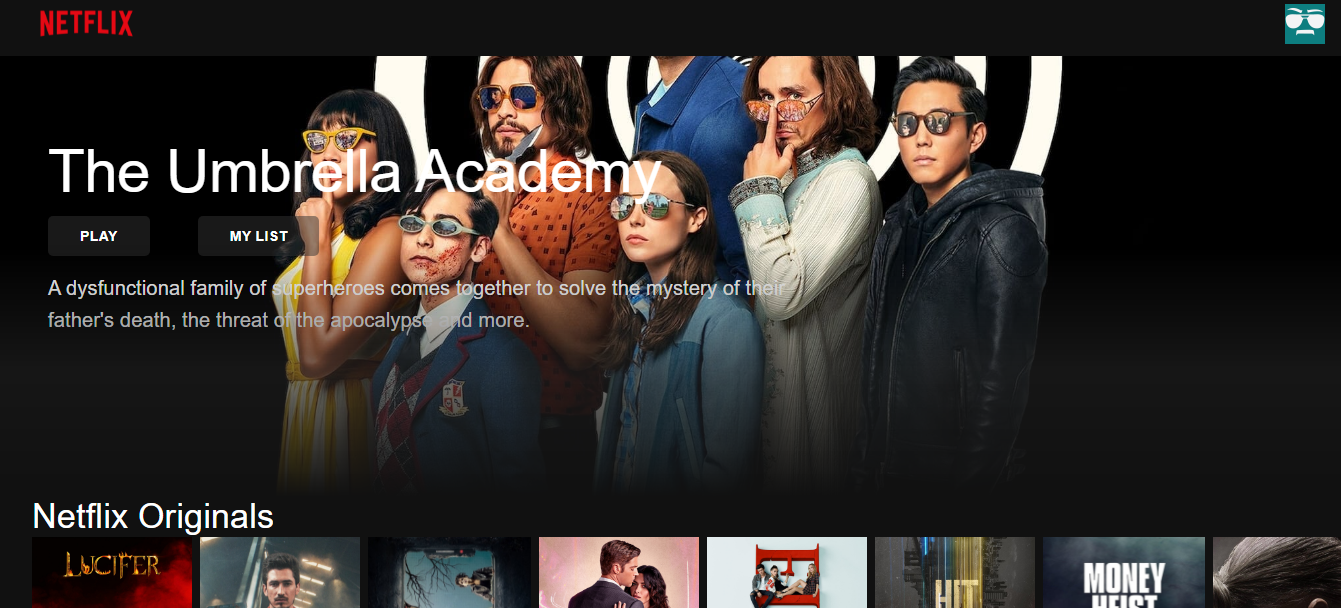 NETFLIX
The Umbrella Academy
PLAY
MY LIST
A dysfunctional family of superheroes comes together to solve the mystery of their
father's death, the threat of the apocalypse and more.
Netflix Originals
LUCIFER
HIT
MONEY
HEIST